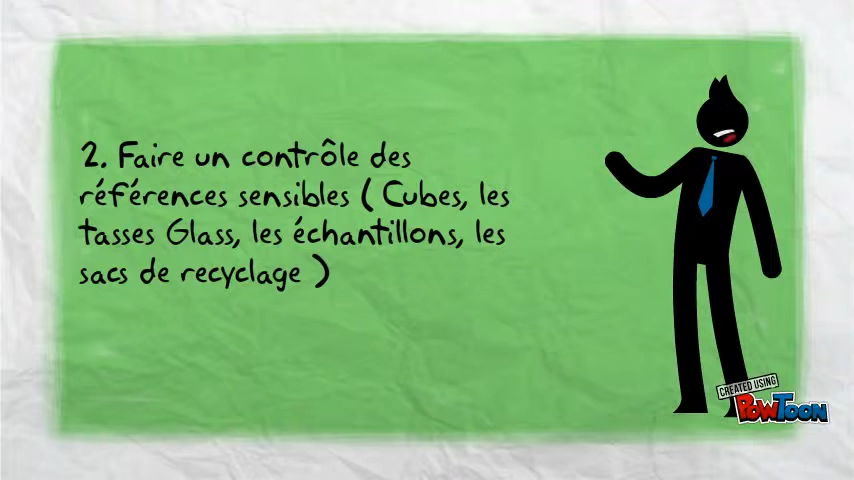 2. Faire un contrôle des
références sensibles ( Cubes, les
tasses Glass, les échantillons, les
sacs de recyclage )
CREATED USING
POWTOON